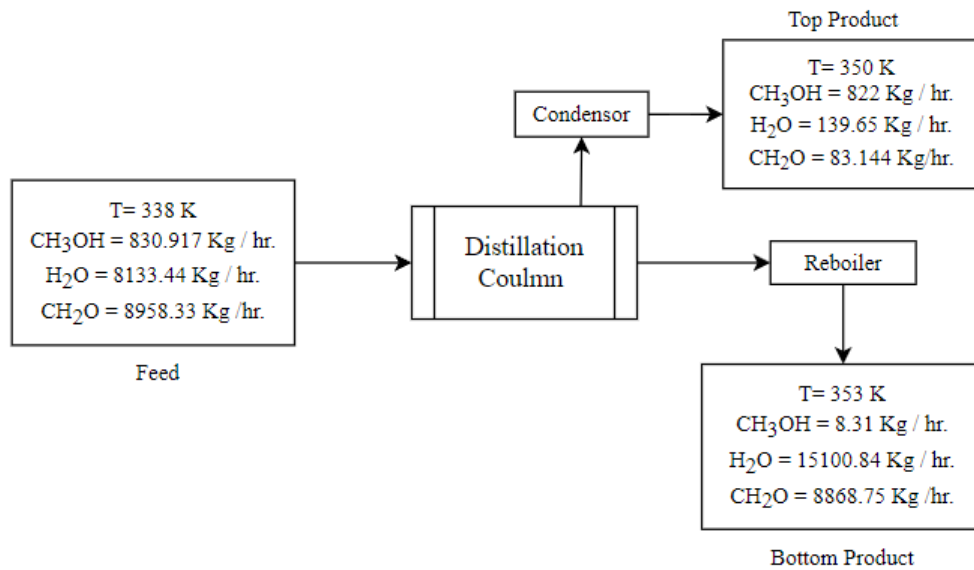 Top Product
T= 350 K
CH3OH = 822 Kg / hr.
H2O = 139.65 Kg / hr.
CH2O = 83.144 Kg/hr.
Condensor
T= 338 K
CH3OH = 830.917 Kg / hr.
H2O = 8133.44 Kg / hr.
CH2O = 8958.33 Kg /hr.
Feed
Distillation
Coulmn
Reboiler
T= 353 K
CH3OH = 8.31 Kg / hr.
H2O = 15100.84 Kg / hr.
CH2O = 8868.75 Kg /hr.
Bottom Product